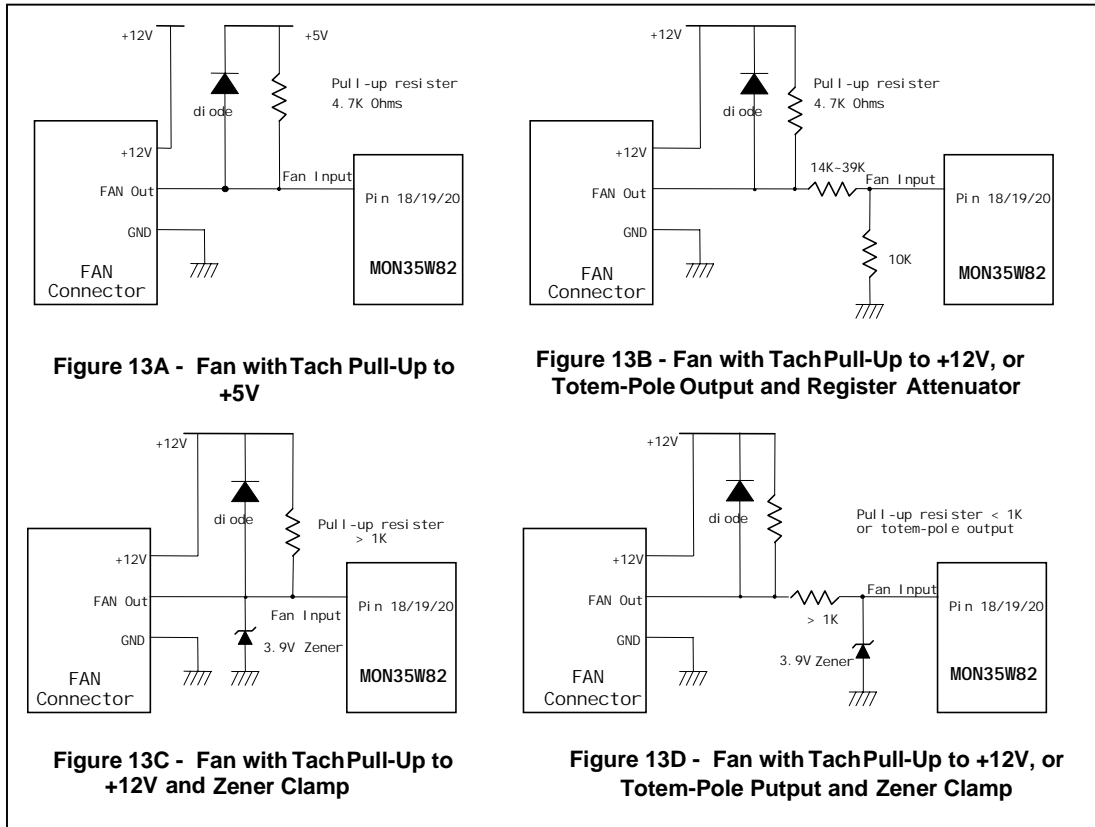 +12V
+5V
Pull-up resister
4.7K Ohms
diode
+12V
FAN Out
Fan Input
Pin 18/19/20
GND
MON35W82
FAN
Connector
Figure 13A - Fan with Tach Pull-Up to
+5V
+12V
Pull-up resister
4.7K Ohms
diode
+12V
14K~39K
Fan Input
FAN Out
Pin 18/19/20
GND
10K
MON35W82
FAN
Connector
Figure 13B - Fan with Tach Pull-Up to +12V, or
Totem-Pole Output and Register Attenuator
+12V
diode
Pull-up resister
> 1K
+12V
FAN Out
Fan Input
Pin 18/19/20
GND
3.9V Zener
MON35W82
FAN
Connector
Figure 13C - Fan with Tach Pull-Up to
+12V and Zener Clamp
+12V
diode
Pull-up resister < 1K
or totem-pole output
+12V
FAN Out
Fan Input
Pin 18/19/20
> 1K
GND
3.9V Zener
MON35W82
FAN
Connector
Figure 13D - Fan with Tach Pull-Up to +12V, or
Totem-Pole Putput and Zener Clamp